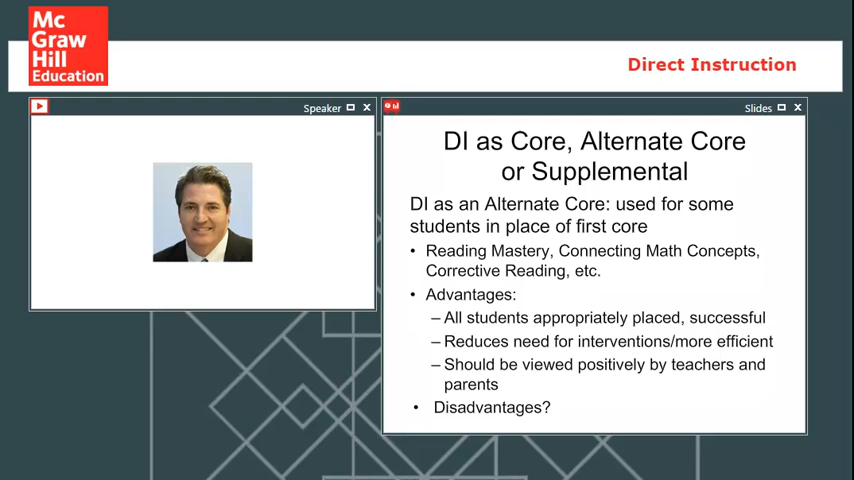 Mc
Graw
Hill
Education
Direct Instruction
Speaker
Slides
DI as Core, Alternate Core
or Supplemental
DI as an Alternate Core: used for some
students in place of first core
• Reading Mastery, Connecting Math Concepts,
Corrective Reading, etc.
• Advantages:
– All students appropriately placed, successful
– Reduces need for interventions/more efficient
– Should be viewed positively by teachers and
parents
• Disadvantages?